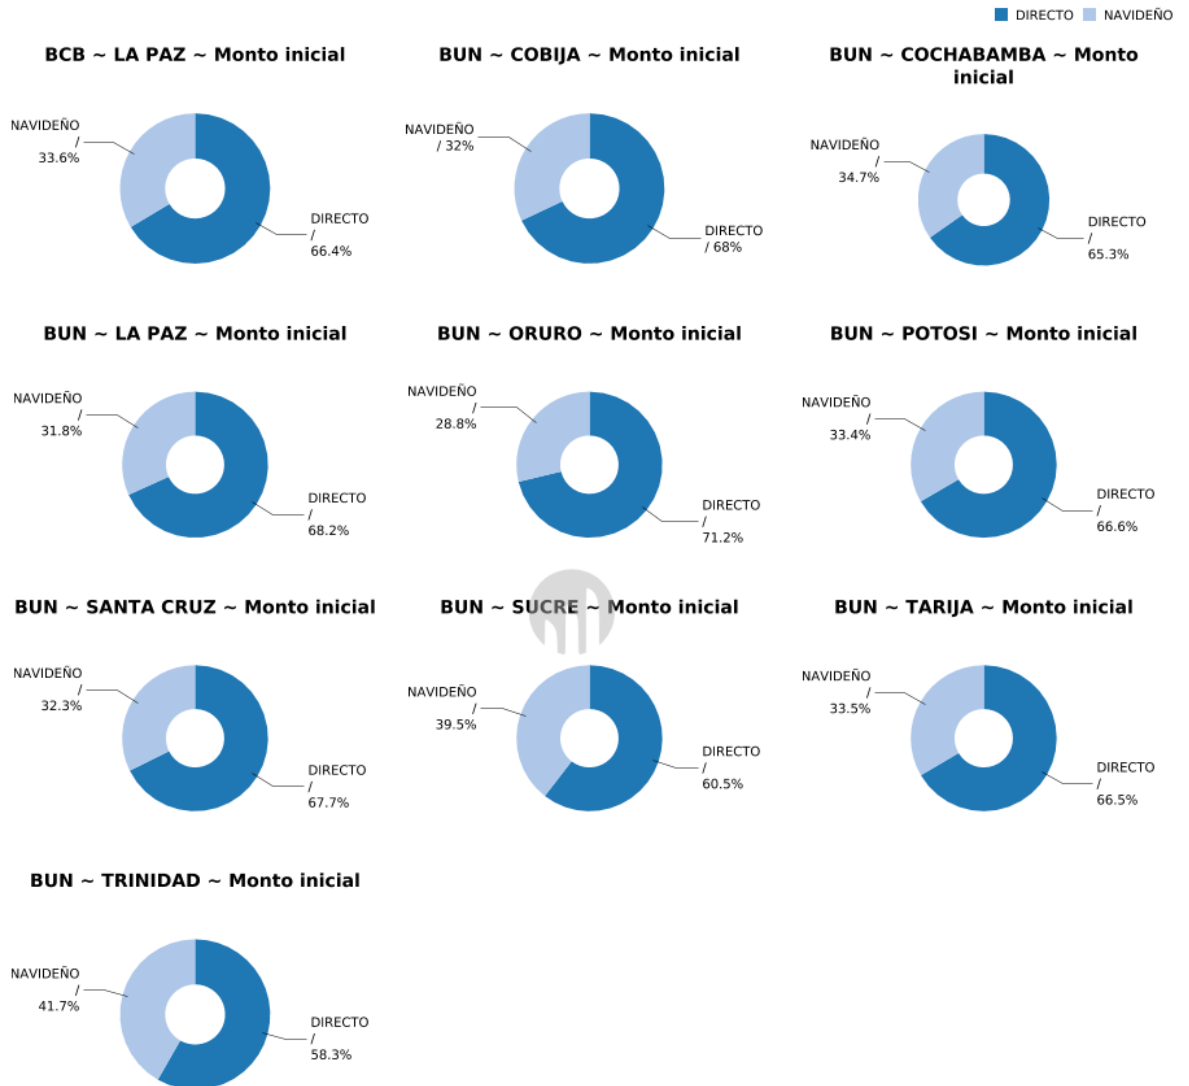 DIRECTO NAVIDEÑO
BCB ~ LA PAZ ~ Monto inicial
NAVIDEÑO
/
33.6%
DIRECTO
/
66.4%
BUN ~ COBIJA ~ Monto inicial
NAVIDEÑO
/ 32%
DIRECTO
/ 68%
BUN ~ COCHABAMBA ~ Monto
inicial
NAVIDEÑO
/
34.7%
DIRECTO
/
65.3%
BUN ~ LA PAZ ~ Monto inicial
NAVIDEÑO
/
31.8%
DIRECTO
/
68.2%
BUN ~ ORURO ~ Monto inicial
NAVIDEÑO
/
28.8%
DIRECTO
/
71.2%
BUN ~ POTOSI ~ Monto inicial
NAVIDEÑO
/
33.4%
DIRECTO
/
66.6%
BUN ~ SANTA CRUZ ~ Monto inicial
NAVIDEÑO
/
32.3%
DIRECTO
/
67.7%
BUN ~ SUCRE ~ Monto inicial
NAVIDEÑO
/
39.5%
DIRECTO
/
60.5%
BUN ~ TARIJA ~ Monto inicial
NAVIDEÑO
/
33.5%
DIRECTO
/
66.5%
BUN ~ TRINIDAD ~ Monto inicial
NAVIDEÑO
/
41.7%
DIRECTO
/
58.3%